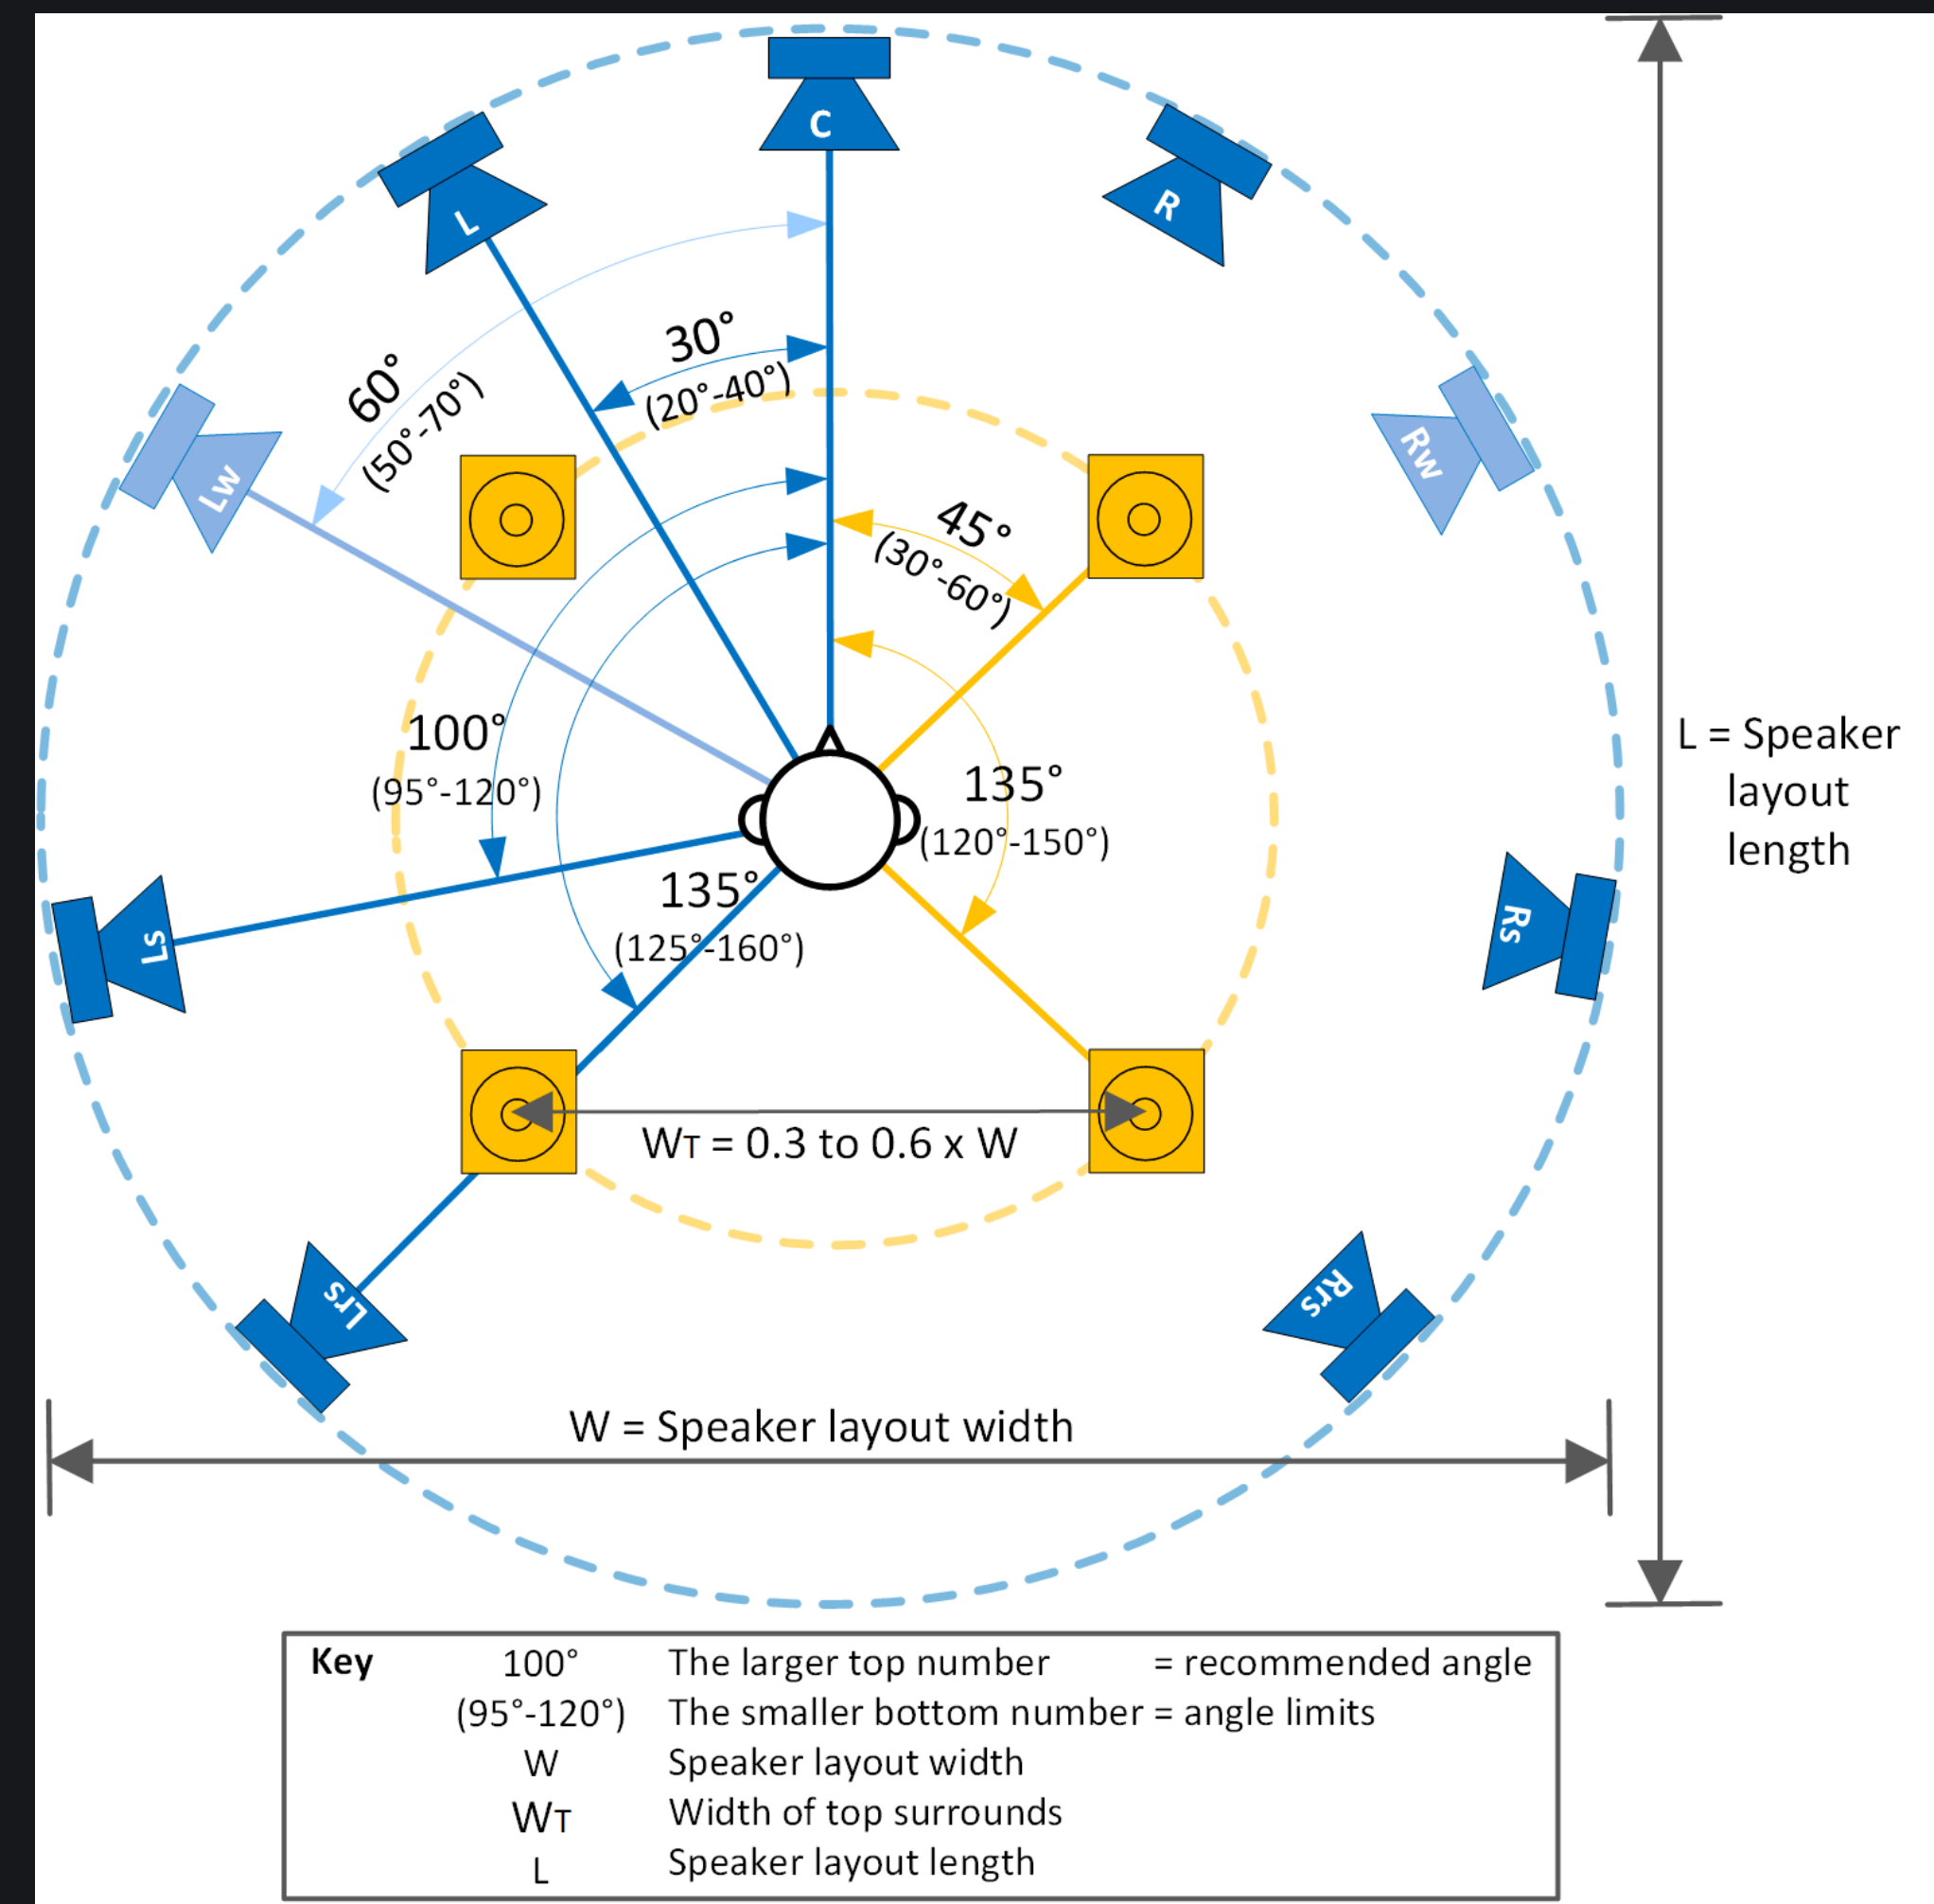 C
L
R
30°
(20°-40°)
60°
(50°-70°)
Lw
Rw
45°
(30°-60°)
100°
(95°-120°)
135°
(120°-150°)
L = Speaker
layout
length
135°
(125°-160°)
Ls
Rs
WT = 0.3 to 0.6 x W
Lrs
Rrs
W = Speaker layout width
Key 100° The larger top number = recommended angle
(95°-120°) The smaller bottom number = angle limits
W Speaker layout width
WT Width of top surrounds
L Speaker layout length